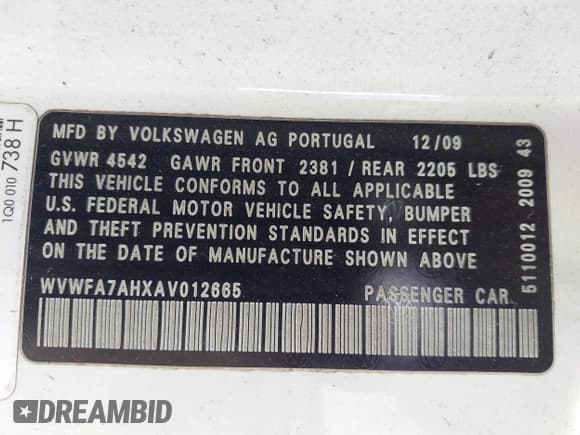 MFD BY VOLKSWAGEN AG PORTUGAL 12/09
GVWR 4542 GAWR FRONT 2381 / REAR 2205 LBS
THIS VEHICLE CONFORMS TO ALL APPLICABLE
U.S. FEDERAL MOTOR VEHICLE SAFETY, BUMPER
AND THEFT PREVENTION STANDARDS IN EFFECT
ON THE DATE OF MANUFACTURE SHOWN ABOVE
WVWFA7AHXAV012665 PASSENGER CAR
5110012 2009 43
1Q0 010 738 H
DREAMBID